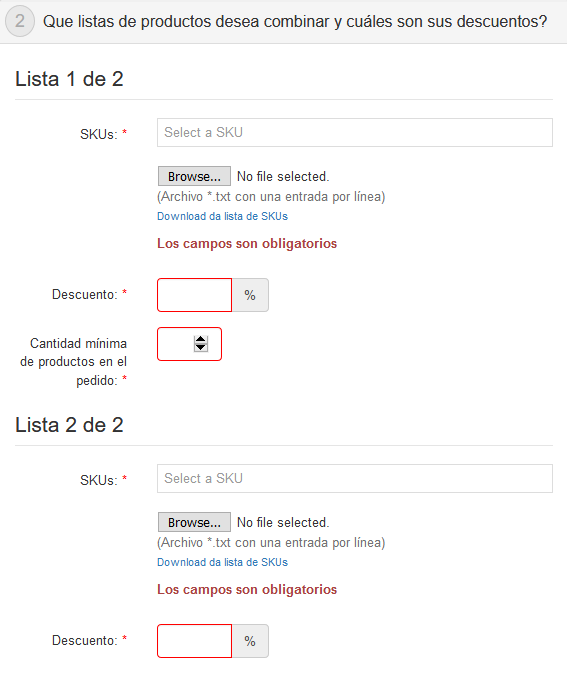 2 Que listas de productos desea combinar y cuáles son sus descuentos?
Lista 1 de 2
SKUs: * Select a SKU
Browse... No file selected.
(Archivo *.txt con una entrada por línea)
Download da lista de SKUs
Los campos son obligatorios
Descuento: * %
Cantidad mínima
de productos en el
pedido: *
Lista 2 de 2
SKUs: * Select a SKU
Browse... No file selected.
(Archivo *.txt con una entrada por línea)
Download da lista de SKUs
Los campos son obligatorios
Descuento: * %